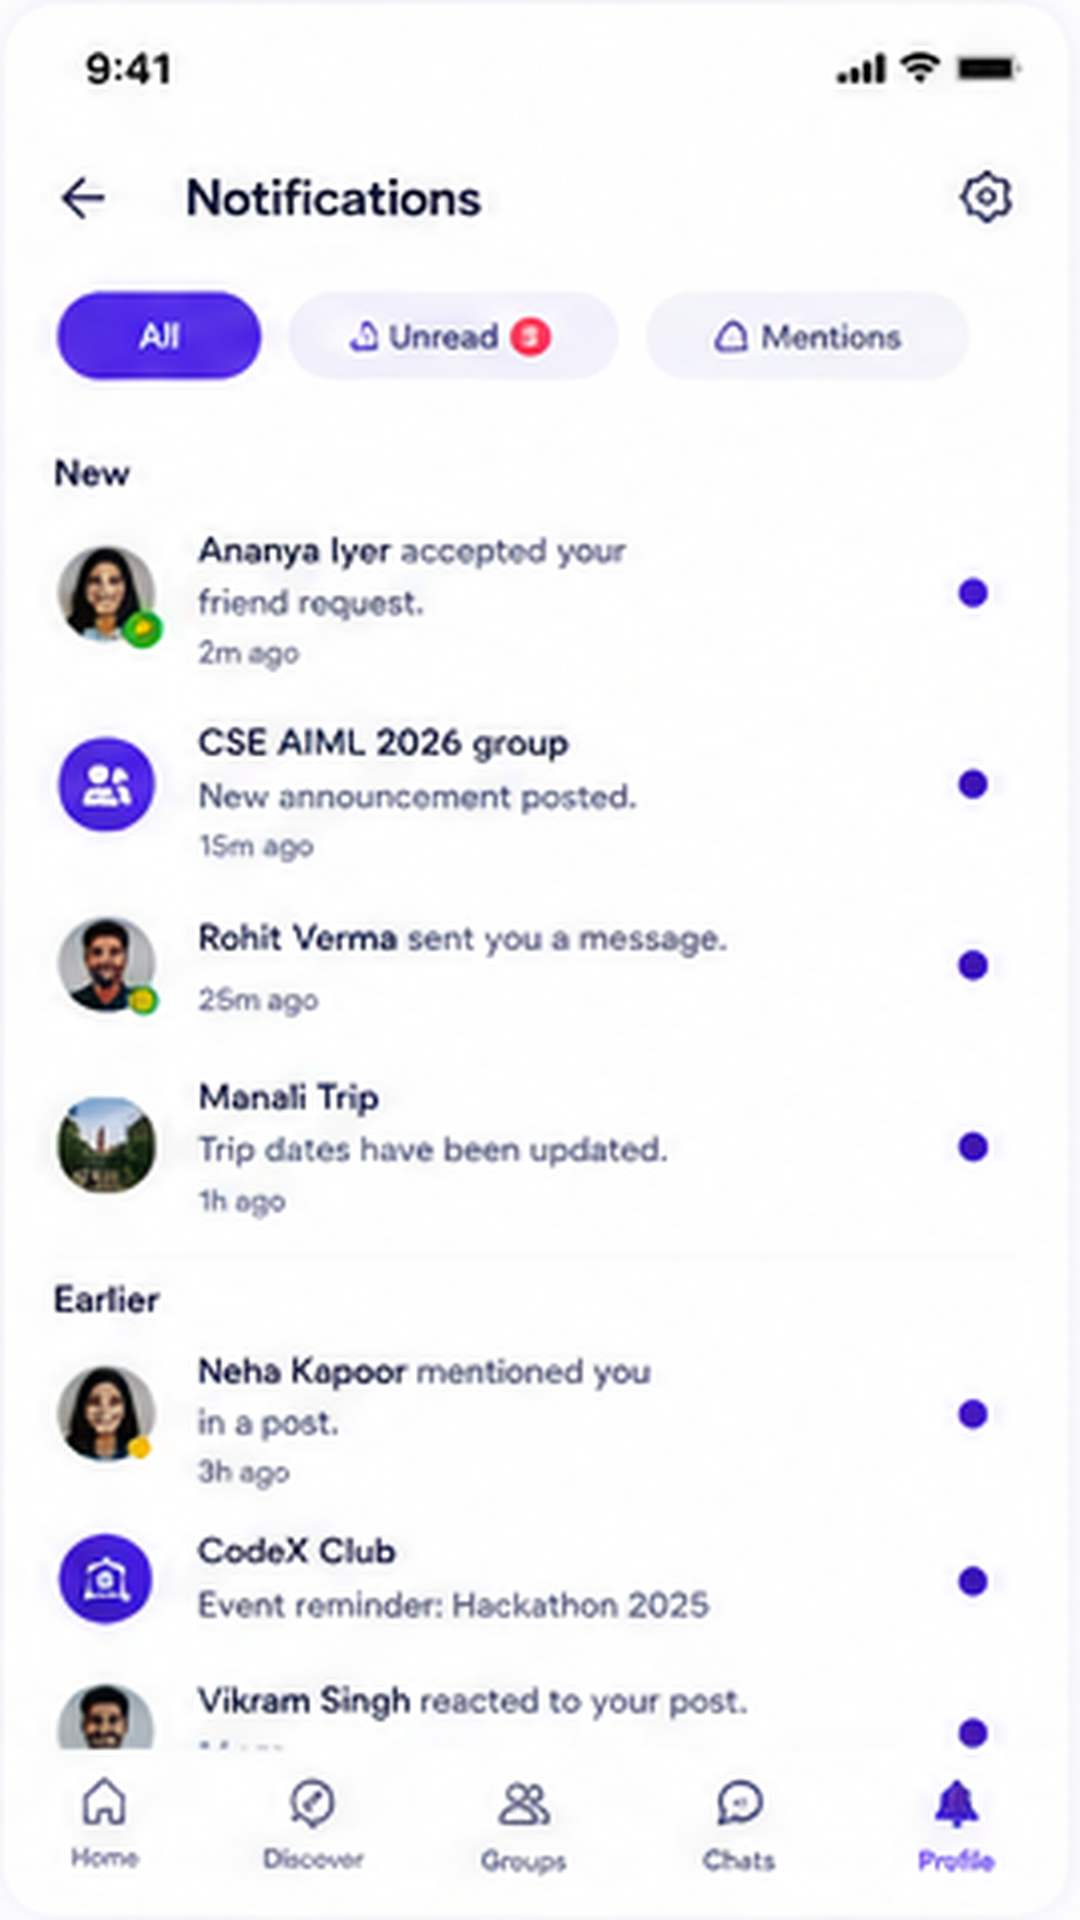 9:41
Notifications
All
Unread
Mentions
New
Ananya Iyer accepted your
friend request.
2m ago
CSE AIML 2026 group
New announcement posted.
15m ago
Rohit Verma sent you a message.
25m ago
Manali Trip
Trip dates have been updated.
1h ago
Earlier
Neha Kapoor mentioned you
in a post.
3h ago
CodeX Club
Event reminder: Hackathon 2025
Vikram Singh reacted to your post.
Home
Discover
Groups
Chats
Profile